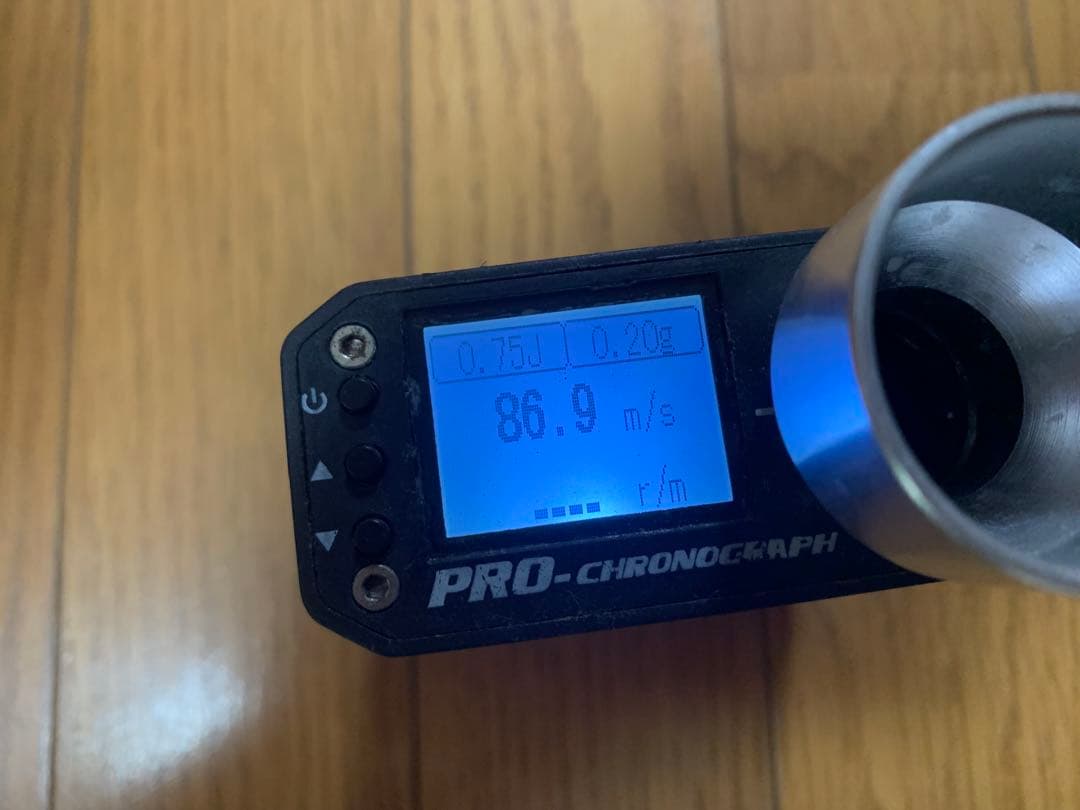 0.75J 0.20g
86.9 m/s
---- r/m
PRO-CHRONOGRAPH